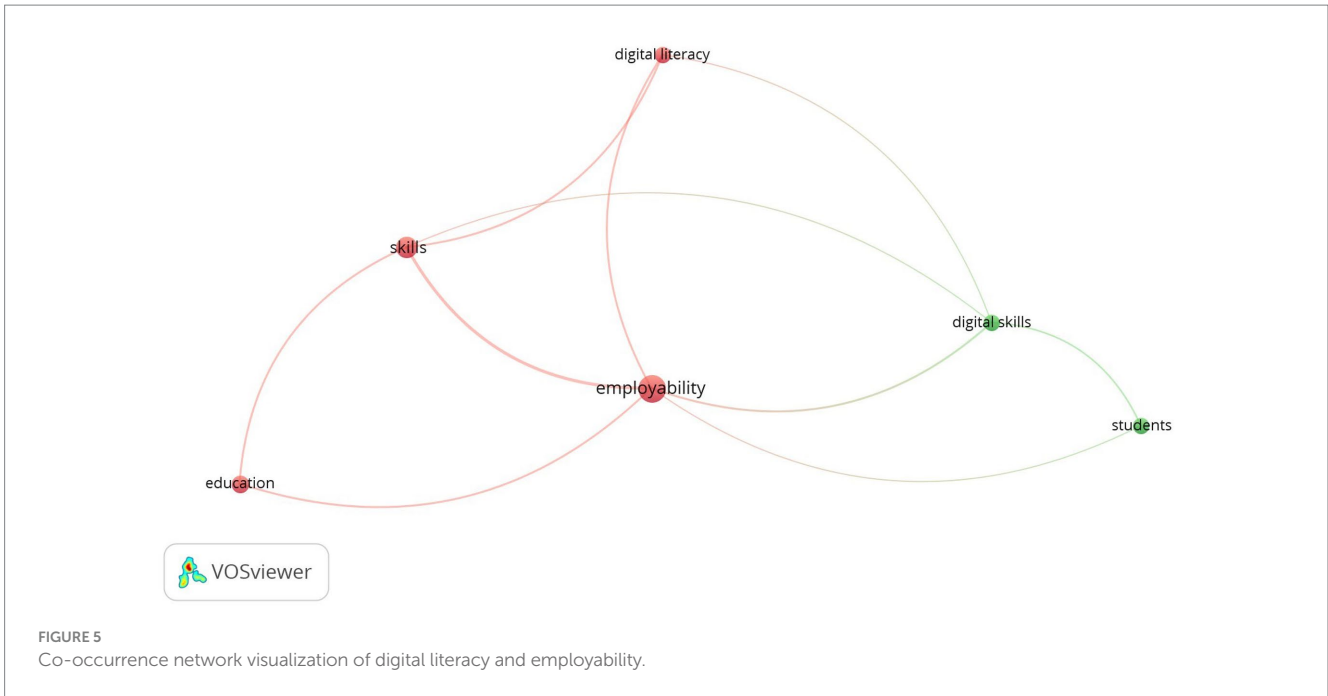 digital literacy
skills
digital skills
employability
students
education
VOSviewer
FIGURE 5
Co-occurrence network visualization of digital literacy and employability.